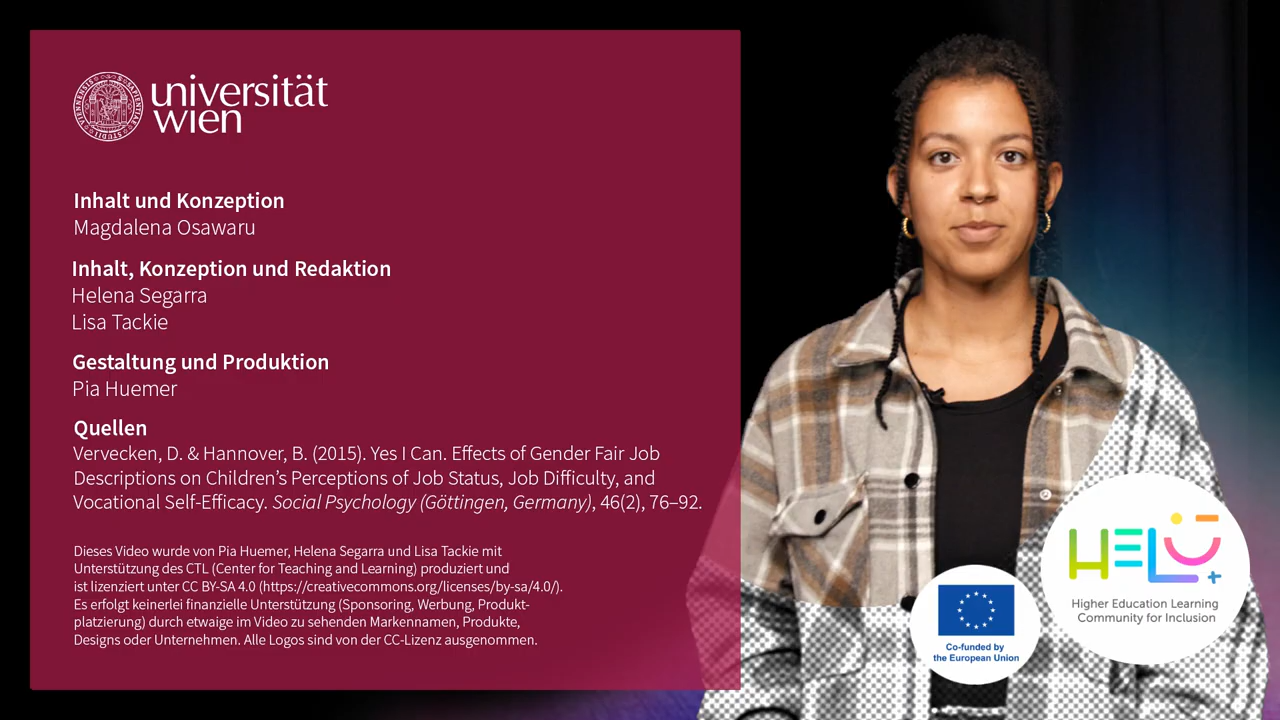 universität
wien
Inhalt und Konzeption
Magdalena Osawaru
Inhalt, Konzeption und Redaktion
Helena Segarra
Lisa Tackie
Gestaltung und Produktion
Pia Huemer
Quellen
Vervecken, D. & Hannover, B. (2015). Yes I Can. Effects of Gender Fair Job
Descriptions on Children’s Perceptions of Job Status, Job Difficulty, and
Vocational Self-Efficacy. Social Psychology (Göttingen, Germany), 46(2), 76–92.
Dieses Video wurde von Pia Huemer, Helena Segarra und Lisa Tackie mit
Unterstützung des CTL (Center for Teaching and Learning) produziert und
ist lizenziert unter CC BY-SA 4.0 (https://creativecommons.org/licenses/by-sa/4.0/).
Es erfolgt keinerlei finanzielle Unterstützung (Sponsoring, Werbung, Produkt-
platzierung) durch etwaige im Video zu sehenden Markennamen, Produkte,
Designs oder Unternehmen. Alle Logos sind von der CC-Lizenz ausgenommen.
Co-funded by
the European Union
HELCI+
Higher Education Learning
Community for Inclusion